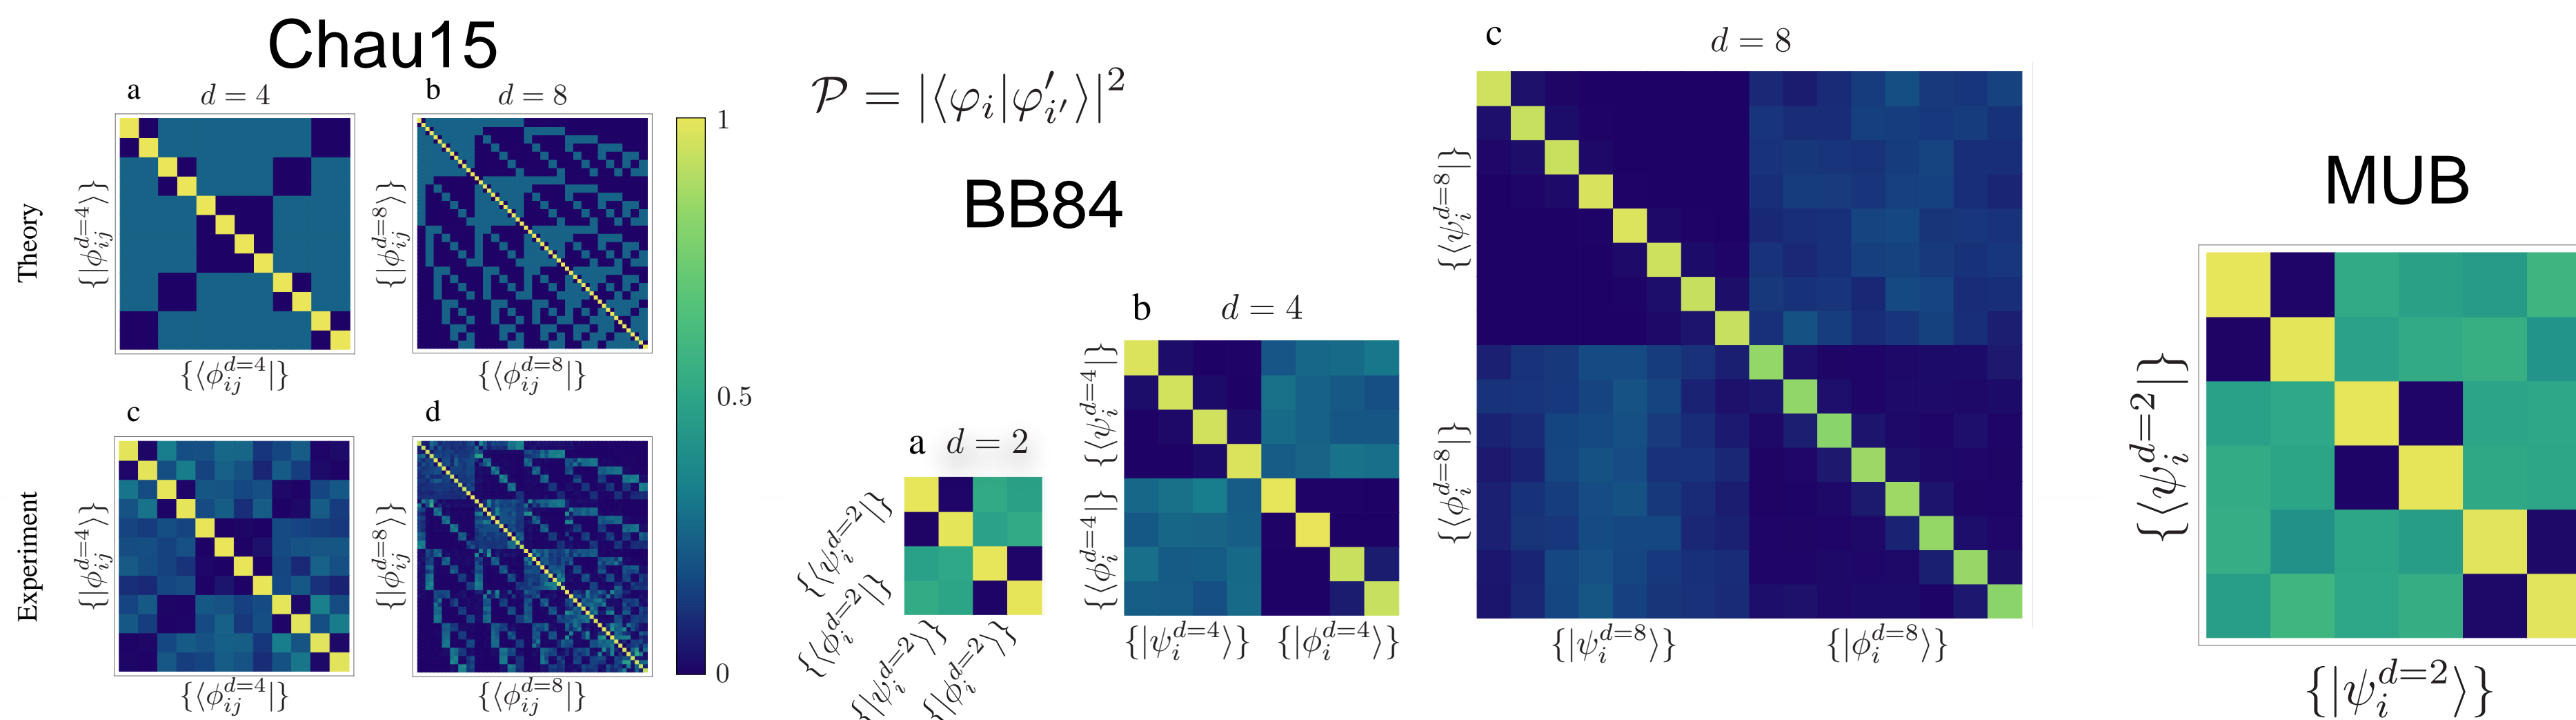 Chau15
a
d = 4
b
d = 8
Theory
{|ϕ_{ij}^{d=4}⟩}
{⟨ϕ_{ij}^{d=4}|}
{|ϕ_{ij}^{d=8}⟩}
{⟨ϕ_{ij}^{d=8}|}
c
d
Experiment
{|ϕ_{ij}^{d=4}⟩}
{⟨ϕ_{ij}^{d=4}|}
{|ϕ_{ij}^{d=8}⟩}
{⟨ϕ_{ij}^{d=8}|}
1
0.5
0
𝒫 = |⟨φ_i|φ'_{i'}⟩|²
BB84
a d = 2
{⟨ψ_i^{d=2}|}
{⟨ϕ_i^{d=2}|}
{|ψ_i^{d=2}⟩}
{|ϕ_i^{d=2}⟩}
b
d = 4
{⟨ψ_i^{d=4}|}
{⟨ϕ_i^{d=4}|}
{|ψ_i^{d=4}⟩}
{|ϕ_i^{d=4}⟩}
c
d = 8
{⟨ψ_i^{d=8}|}
{⟨ϕ_i^{d=8}|}
{|ψ_i^{d=8}⟩}
{|ϕ_i^{d=8}⟩}
MUB
{⟨ψ_i^{d=2}|}
{|ψ_i^{d=2}⟩}